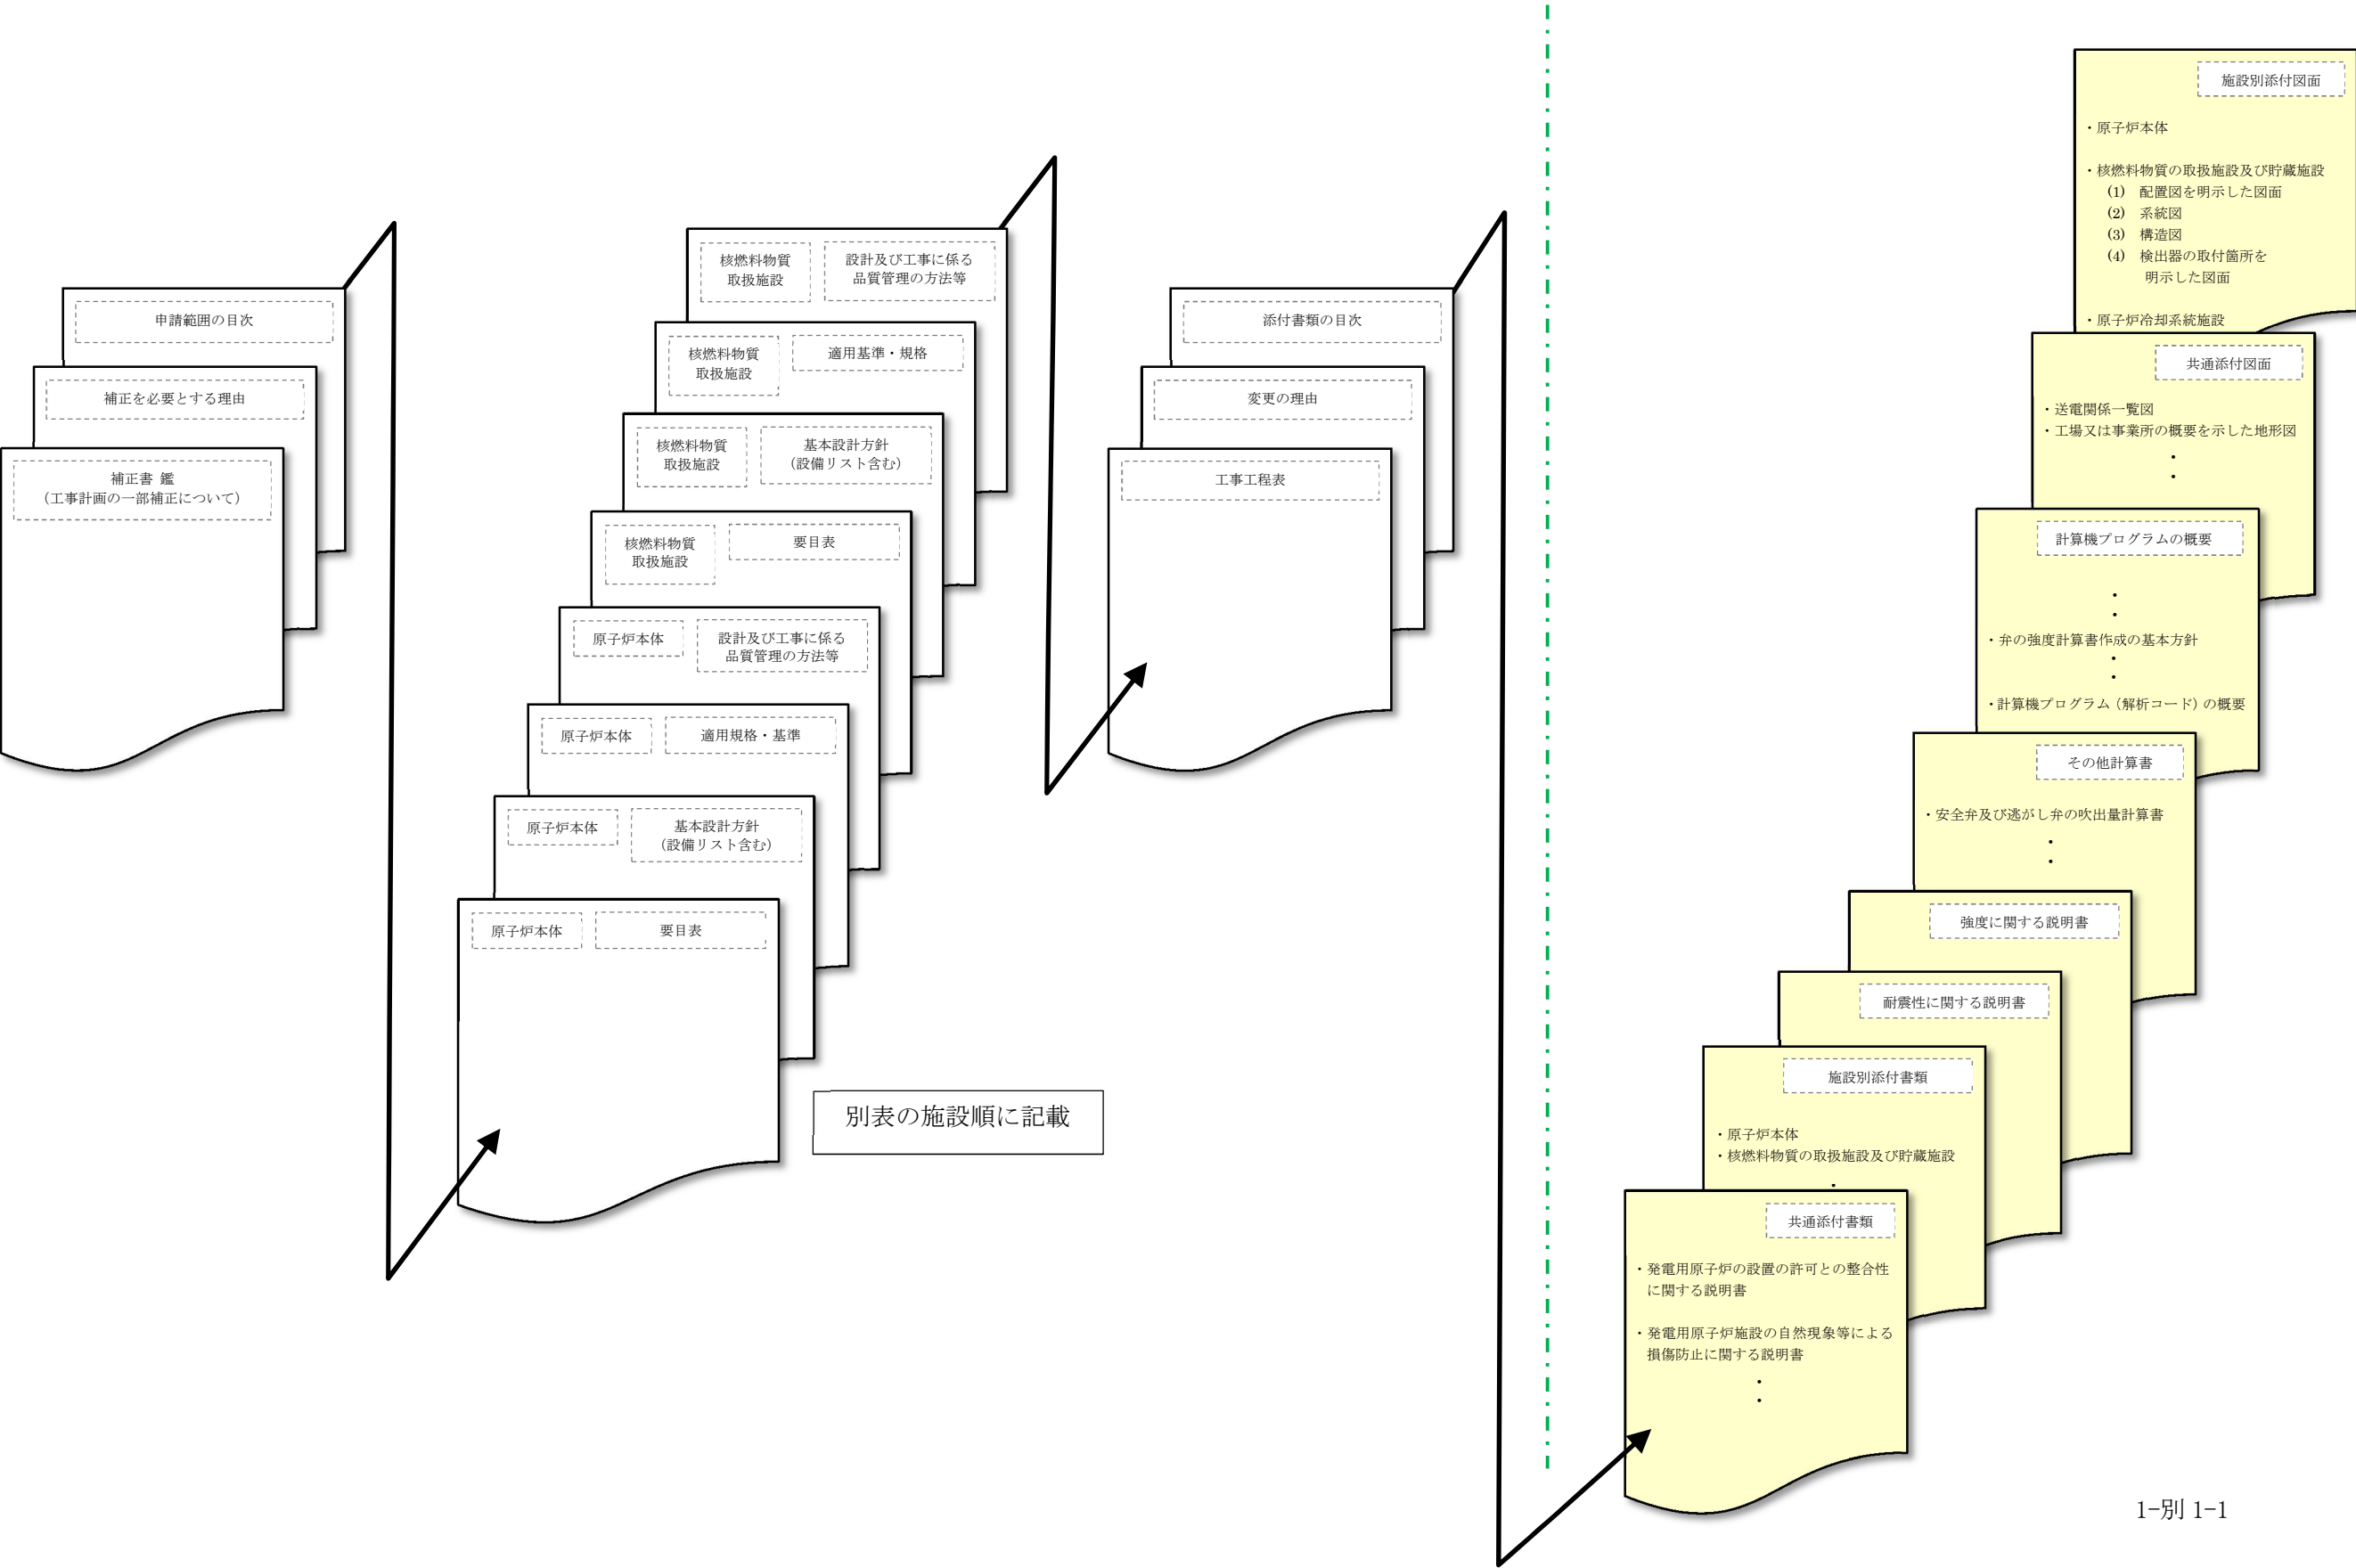 申請範囲の目次
補正を必要とする理由
補正書 鑑
(工事計画の一部補正について)
核燃料物質
取扱施設
設計及び工事に係る
品質管理の方法等
核燃料物質
取扱施設
適用基準・規格
核燃料物質
取扱施設
基本設計方針
(設備リスト含む)
核燃料物質
取扱施設
要目表
原子炉本体
設計及び工事に係る
品質管理の方法等
原子炉本体
適用規格・基準
原子炉本体
基本設計方針
(設備リスト含む)
原子炉本体
要目表
別表の施設順に記載
添付書類の目次
変更の理由
工事工程表
施設別添付図面
・原子炉本体
・核燃料物質の取扱施設及び貯蔵施設
(1) 配置図を明示した図面
(2) 系統図
(3) 構造図
(4) 検出器の取付箇所を
明示した図面
・原子炉冷却系統施設
共通添付図面
・送電関係一覧図
・工場又は事業所の概要を示した地形図
・
・
計算機プログラムの概要
・
・
・弁の強度計算書作成の基本方針
・
・
・計算機プログラム(解析コード)の概要
その他計算書
・安全弁及び逃がし弁の吹出量計算書
・
・
強度に関する説明書
耐震性に関する説明書
施設別添付書類
・原子炉本体
・核燃料物質の取扱施設及び貯蔵施設
・
共通添付書類
・発電用原子炉の設置の許可との整合性
に関する説明書
・発電用原子炉施設の自然現象等による
損傷防止に関する説明書
・
・
1-別 1-1